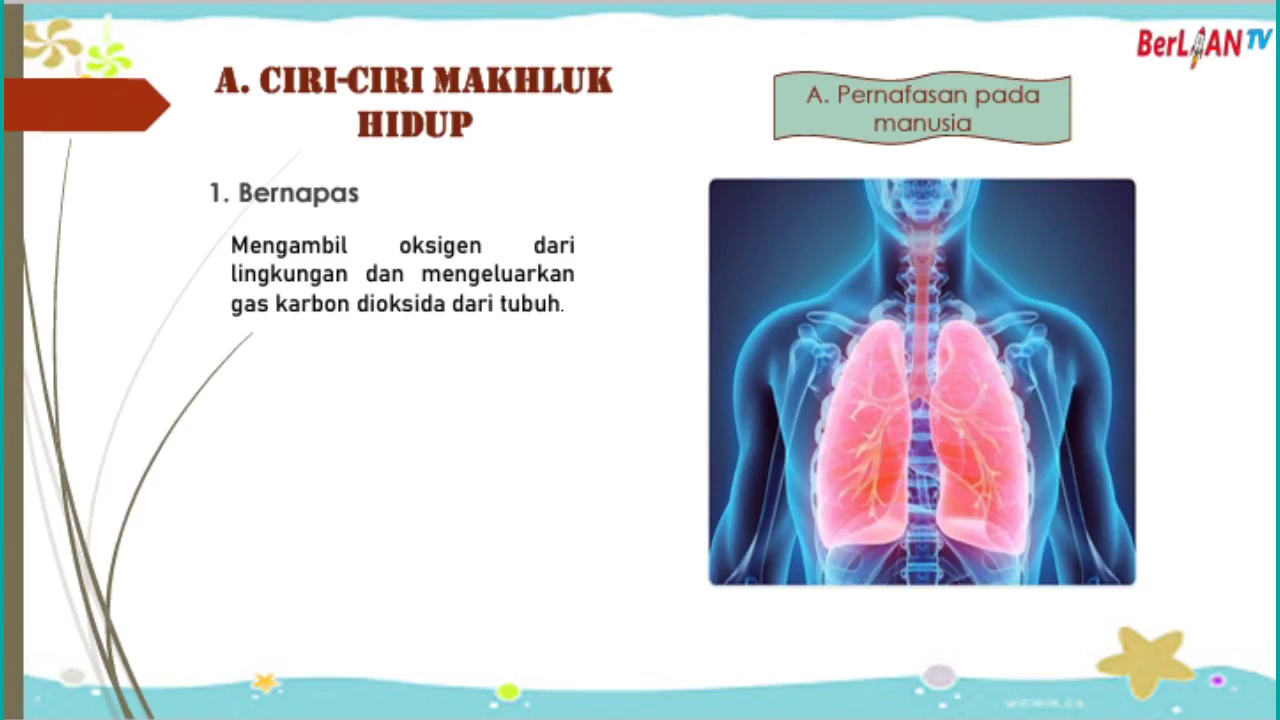 BerLIAN TV
A. CIRI-CIRI MAKHLUK
HIDUP
A. Pernafasan pada
manusia
1. Bernapas
Mengambil oksigen dari
lingkungan dan mengeluarkan
gas karbon dioksida dari tubuh.